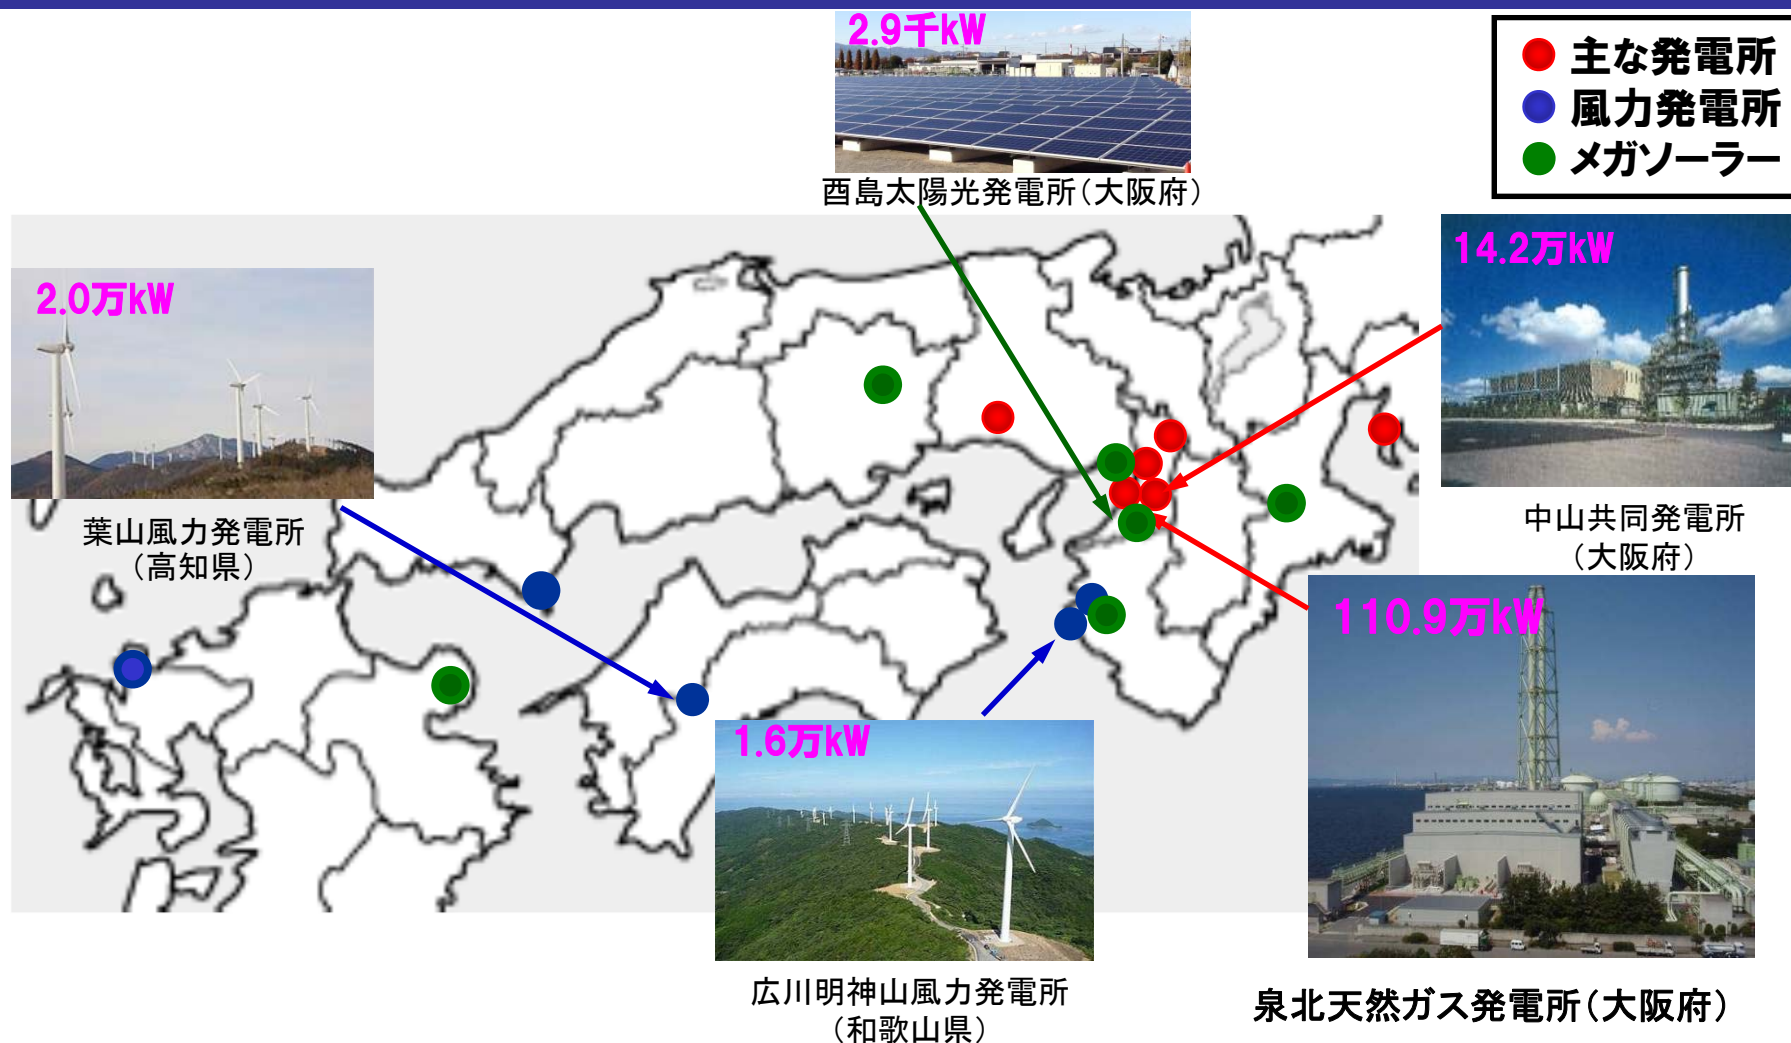 2.9千kW
酉島太陽光発電所(大阪府)
主な発電所
風力発電所
メガソーラー
14.2万kW
中山共同発電所
(大阪府)
2.0万kW
葉山風力発電所
(高知県)
110.9万kW
泉北天然ガス発電所(大阪府)
1.6万kW
広川明神山風力発電所
(和歌山県)